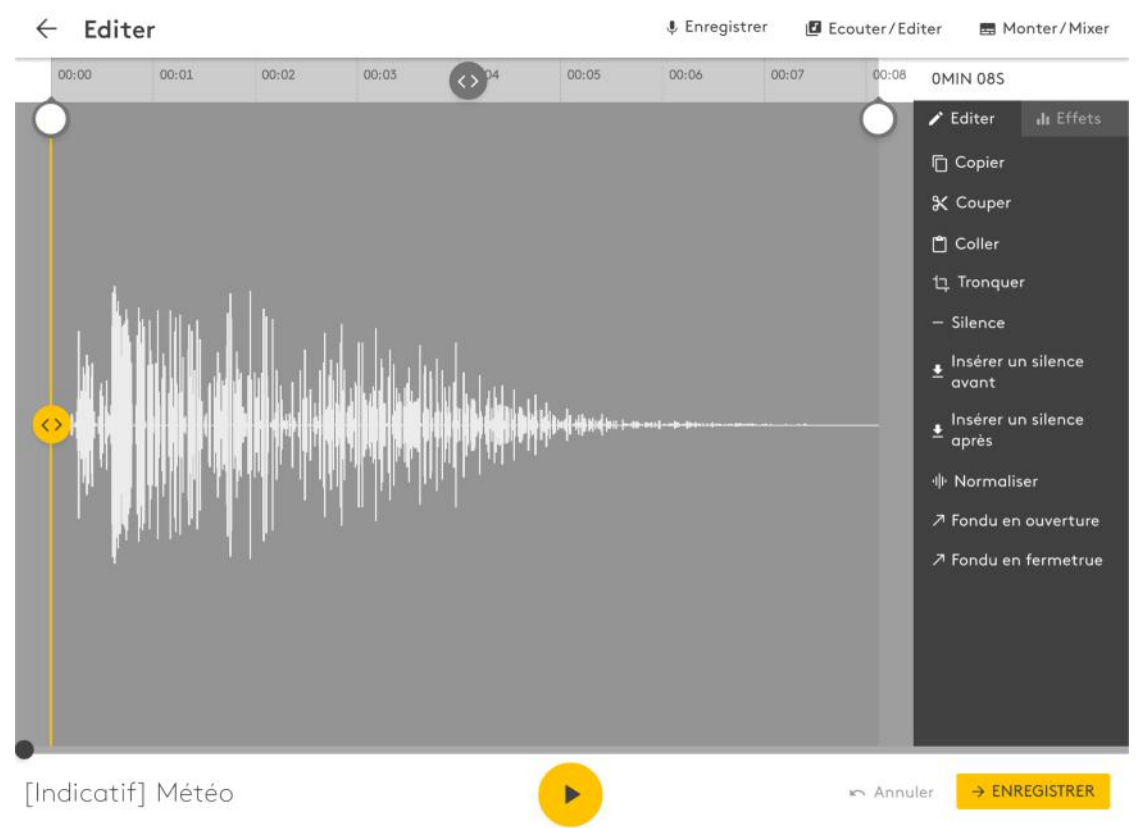 Editer
Enregistrer
Ecouter/Editer
Monter/Mixer
00:00 00:01 00:02 00:03 04 00:05 00:06 00:07 00:08
0MIN 08S
Editer
Effets
Copier
Couper
Coller
Tronquer
Silence
Insérer un silence
avant
Insérer un silence
après
Normaliser
Fondu en ouverture
Fondu en fermetrue
[Indicatif] Météo
Annuler
ENREGISTRER